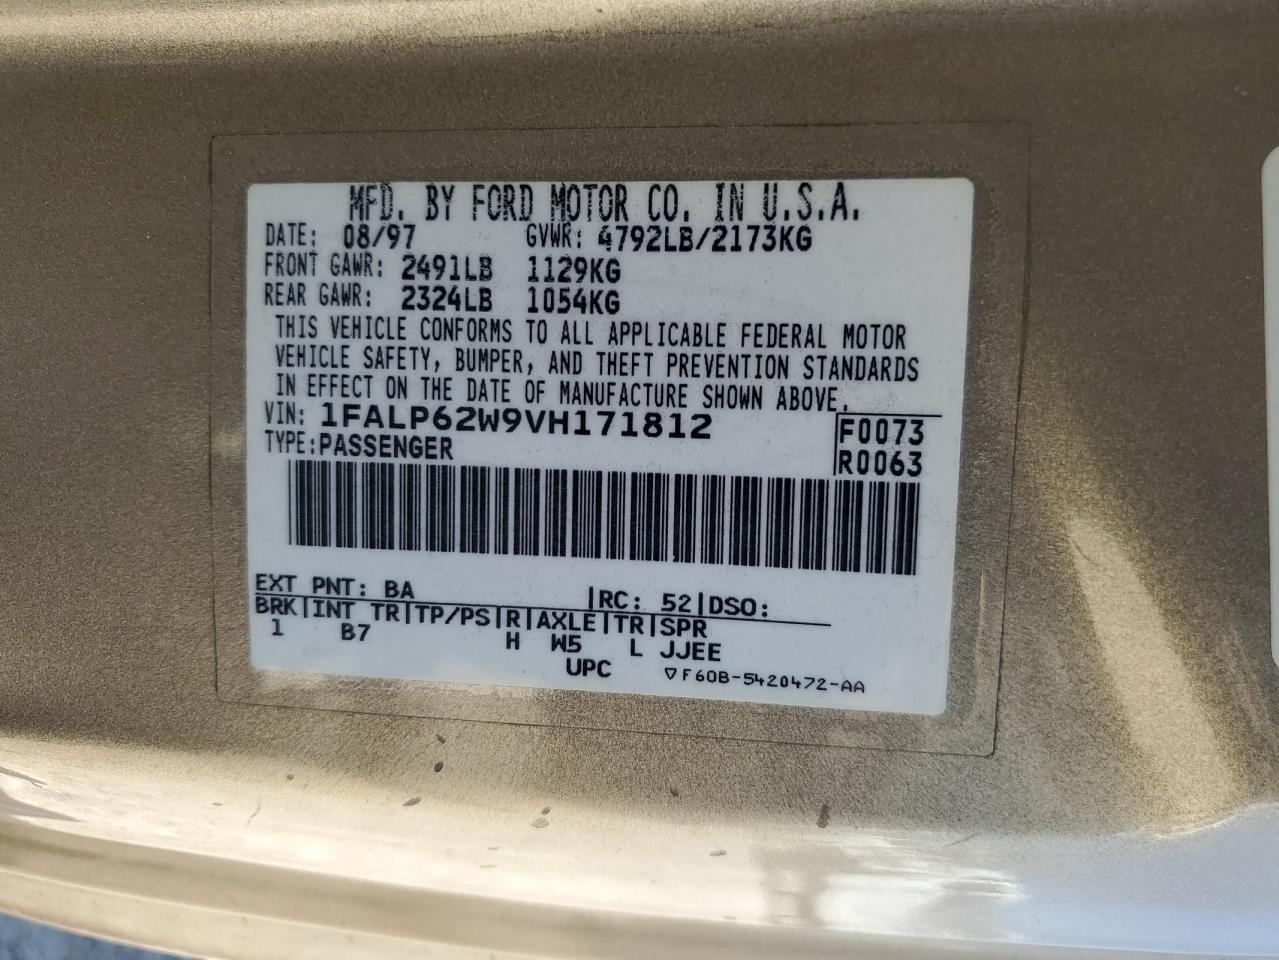 MFD. BY FORD MOTOR CO. IN U.S.A.
DATE: 08/97 GVWR: 4792LB/2173KG
FRONT GAWR: 2491LB 1129KG
REAR GAWR: 2324LB 1054KG
THIS VEHICLE CONFORMS TO ALL APPLICABLE FEDERAL MOTOR
VEHICLE SAFETY, BUMPER, AND THEFT PREVENTION STANDARDS
IN EFFECT ON THE DATE OF MANUFACTURE SHOWN ABOVE.
VIN: 1FALP62W9VH171812 F0073
TYPE: PASSENGER R0063
EXT PNT: BA |RC: 52|DSO:
BRK|INT TR|TP/PS|R|AXLE|TR|SPR
1 B7 H W5 L JJEE
UPC ▽F60B-5420472-AA